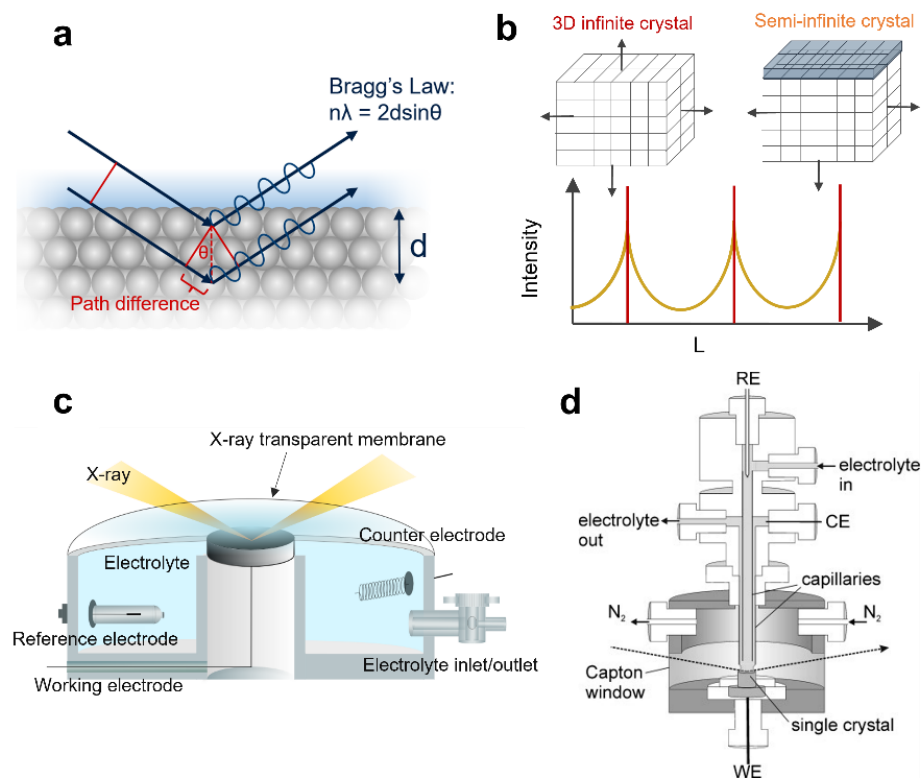 a
Bragg's Law:
nλ = 2dsinθ
θ
d
Path difference
b
3D infinite crystal
Semi-infinite crystal
Intensity
L
c
X-ray transparent membrane
X-ray
Counter electrode
Electrolyte
Reference electrode
Electrolyte inlet/outlet
Working electrode
d
RE
electrolyte
in
electrolyte
out
CE
capillaries
N₂
N₂
Capton
window
single crystal
WE